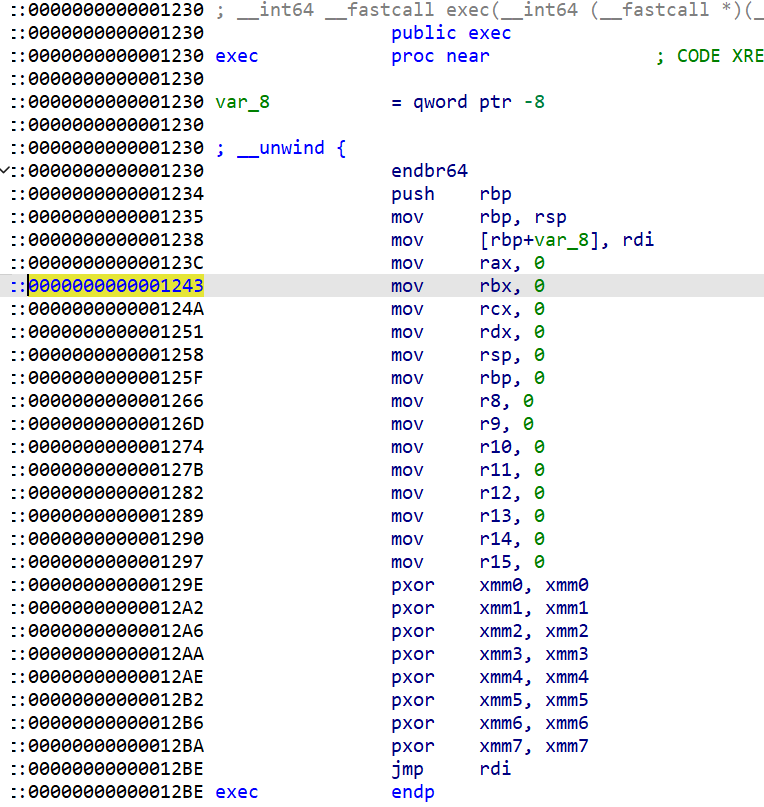 ::0000000000001230 ; __int64 __fastcall exec(__int64 (__fastcall *)(_
::0000000000001230 public exec
::0000000000001230 exec proc near ; CODE XRE
::0000000000001230
::0000000000001230 var_8 = qword ptr -8
::0000000000001230
::0000000000001230 ; __unwind {
::0000000000001230 endbr64
::0000000000001234 push rbp
::0000000000001235 mov rbp, rsp
::0000000000001238 mov [rbp+var_8], rdi
::000000000000123C mov rax, 0
::0000000000001243 mov rbx, 0
::000000000000124A mov rcx, 0
::0000000000001251 mov rdx, 0
::0000000000001258 mov rsp, 0
::000000000000125F mov rbp, 0
::0000000000001266 mov r8, 0
::000000000000126D mov r9, 0
::0000000000001274 mov r10, 0
::000000000000127B mov r11, 0
::0000000000001282 mov r12, 0
::0000000000001289 mov r13, 0
::0000000000001290 mov r14, 0
::0000000000001297 mov r15, 0
::000000000000129E pxor xmm0, xmm0
::00000000000012A2 pxor xmm1, xmm1
::00000000000012A6 pxor xmm2, xmm2
::00000000000012AA pxor xmm3, xmm3
::00000000000012AE pxor xmm4, xmm4
::00000000000012B2 pxor xmm5, xmm5
::00000000000012B6 pxor xmm6, xmm6
::00000000000012BA pxor xmm7, xmm7
::00000000000012BE jmp rdi
::00000000000012BE exec endp